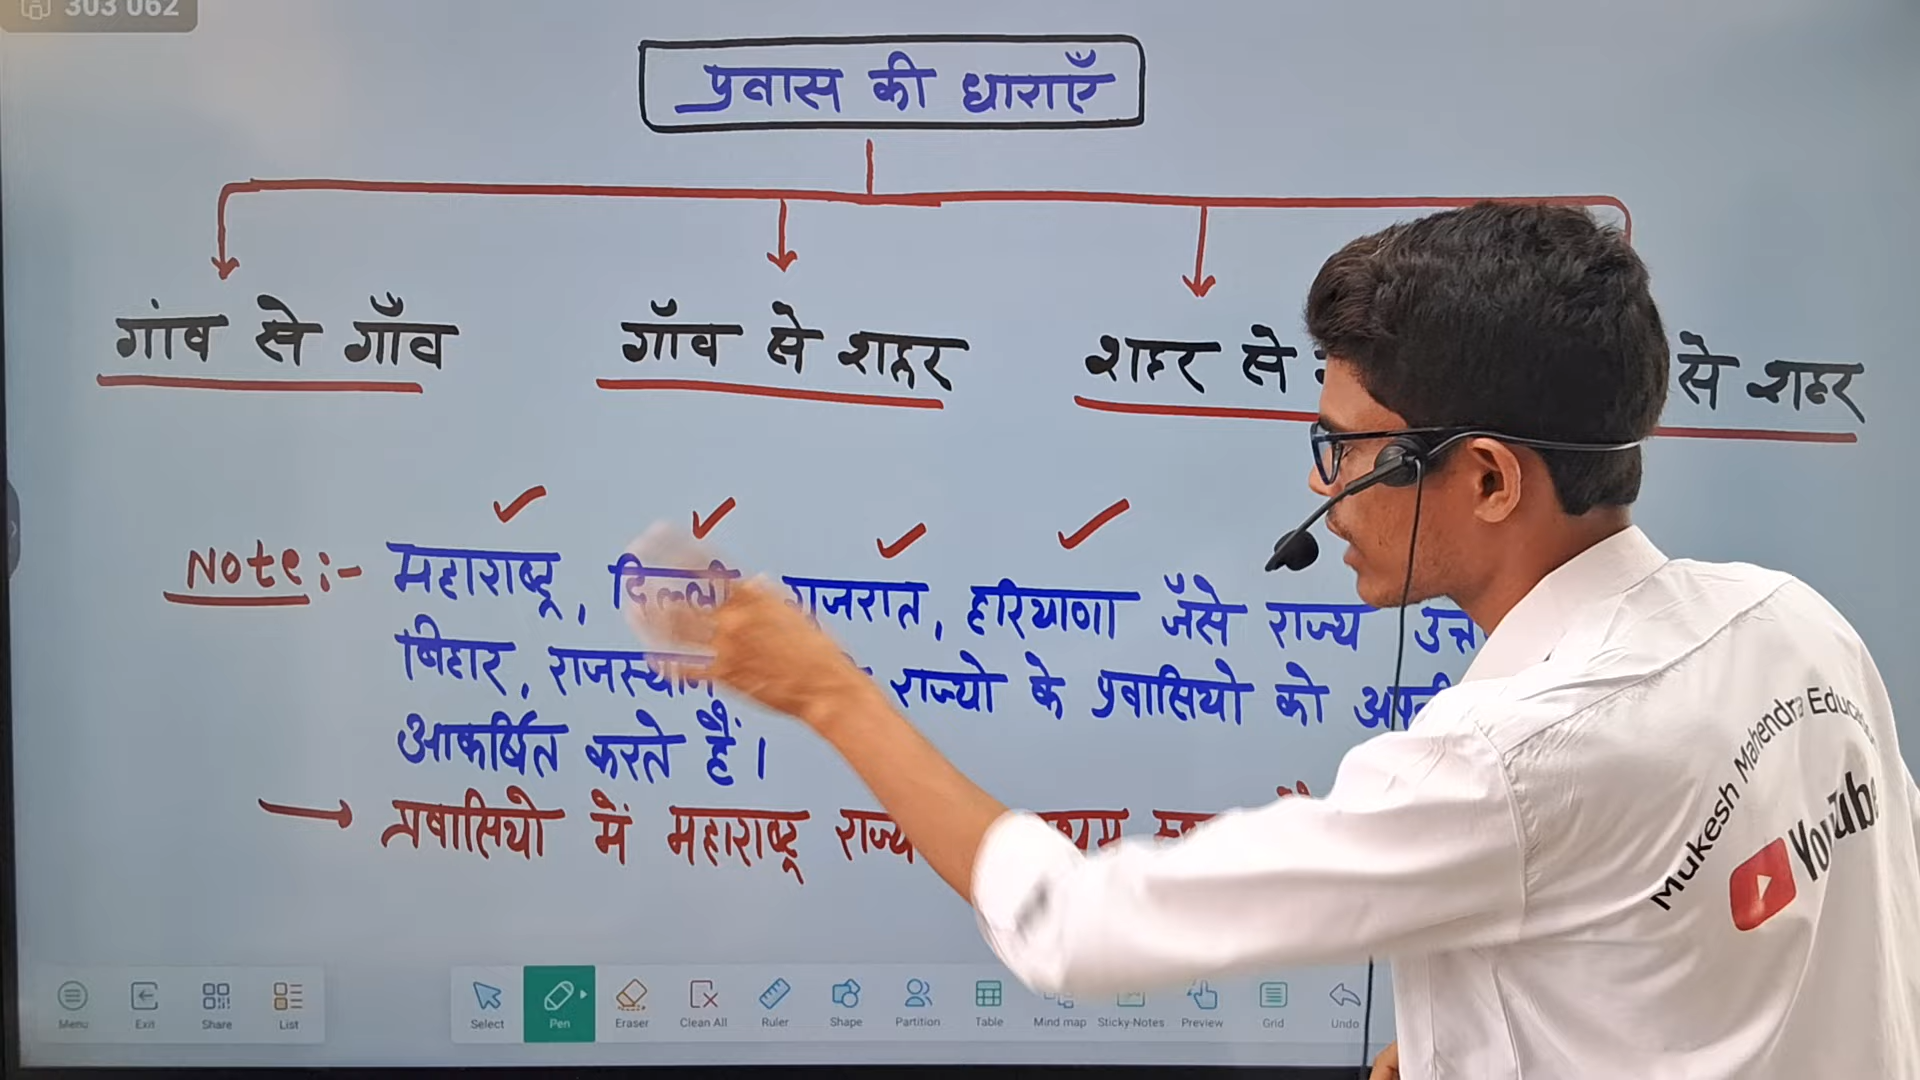 303 062
प्रवास की धाराएँ
गांव से गाँव
गाँव से शहर
शहर से
से शहर
Note:- महाराष्ट्र, दिल्ली गुजरात, हरियाणा जैसे राज्य
बिहार, राजस्थान राज्यो के प्रवासियो को
आकर्षित करते हैं।
→ प्रवासियो में महाराष्ट्र राज्य
Mukesh Mahendra
YouTube
Menu Exit Share List Select Pen Eraser Clean All Ruler Shape Partition Table Mind map Sticky-Notes Preview Grid Undo